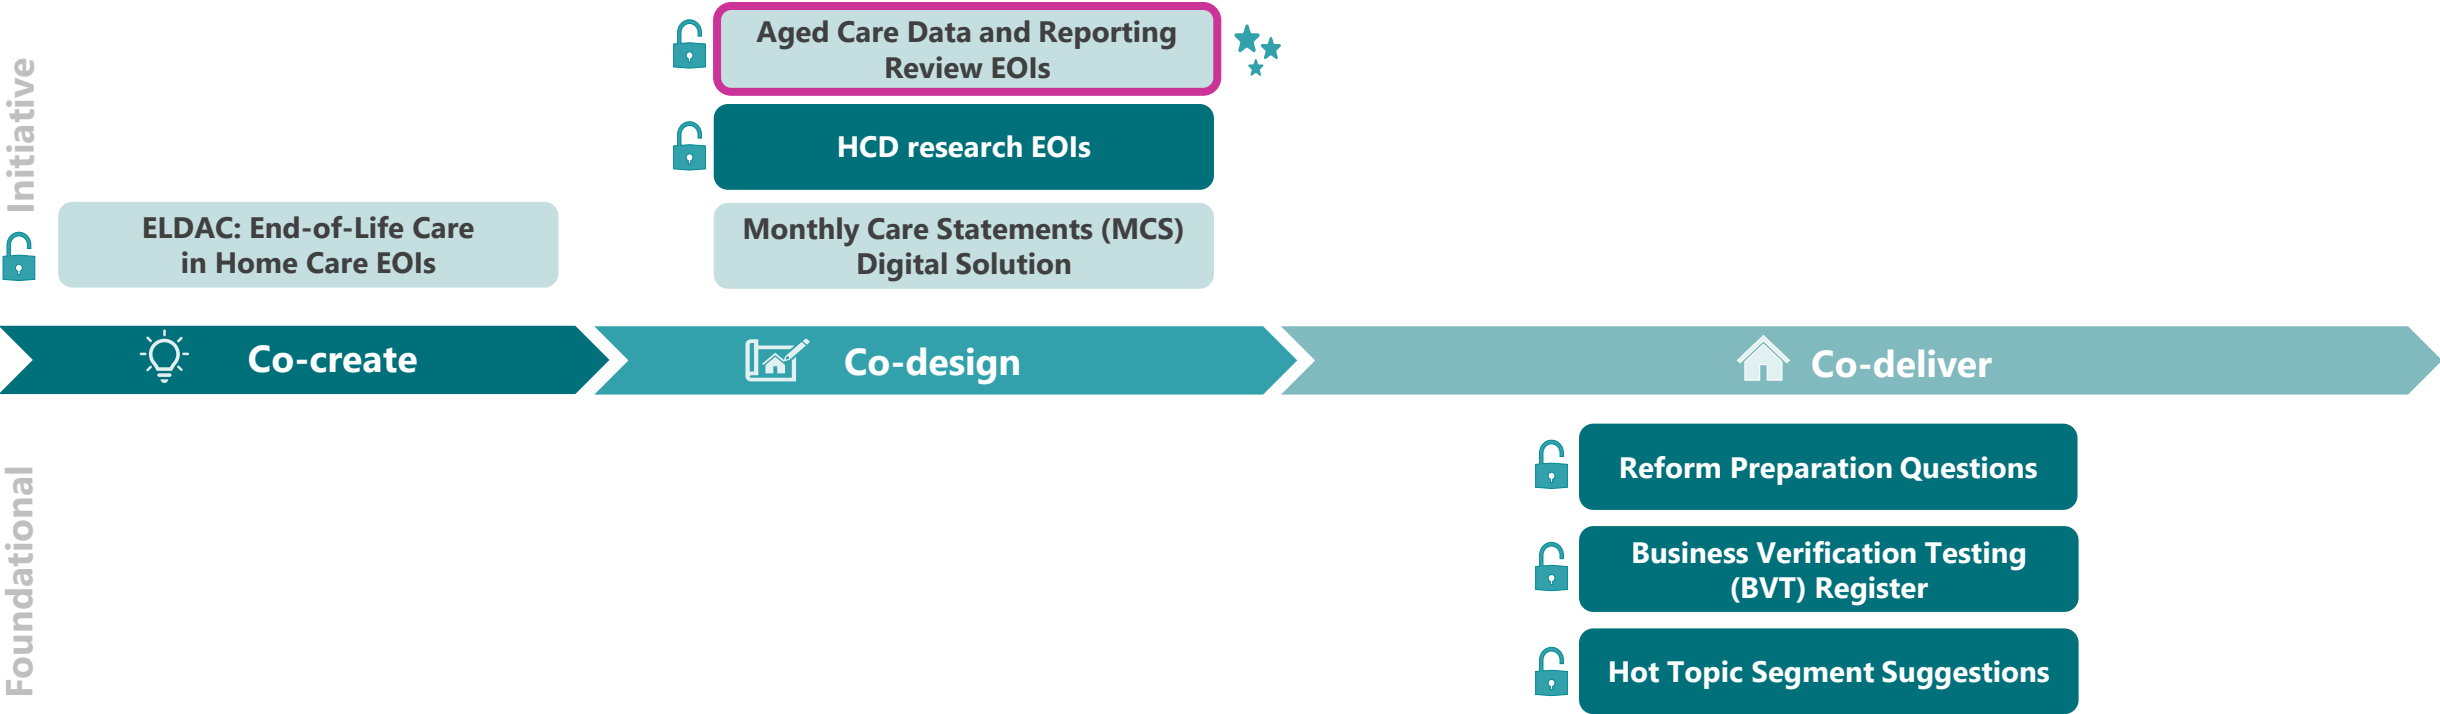 Initiative
Aged Care Data and Reporting
Review EOIs
HCD research EOIs
ELDAC: End-of-Life Care
in Home Care EOIs
Monthly Care Statements (MCS)
Digital Solution
Co-create
Co-design
Co-deliver
Foundational
Reform Preparation Questions
Business Verification Testing
(BVT) Register
Hot Topic Segment Suggestions